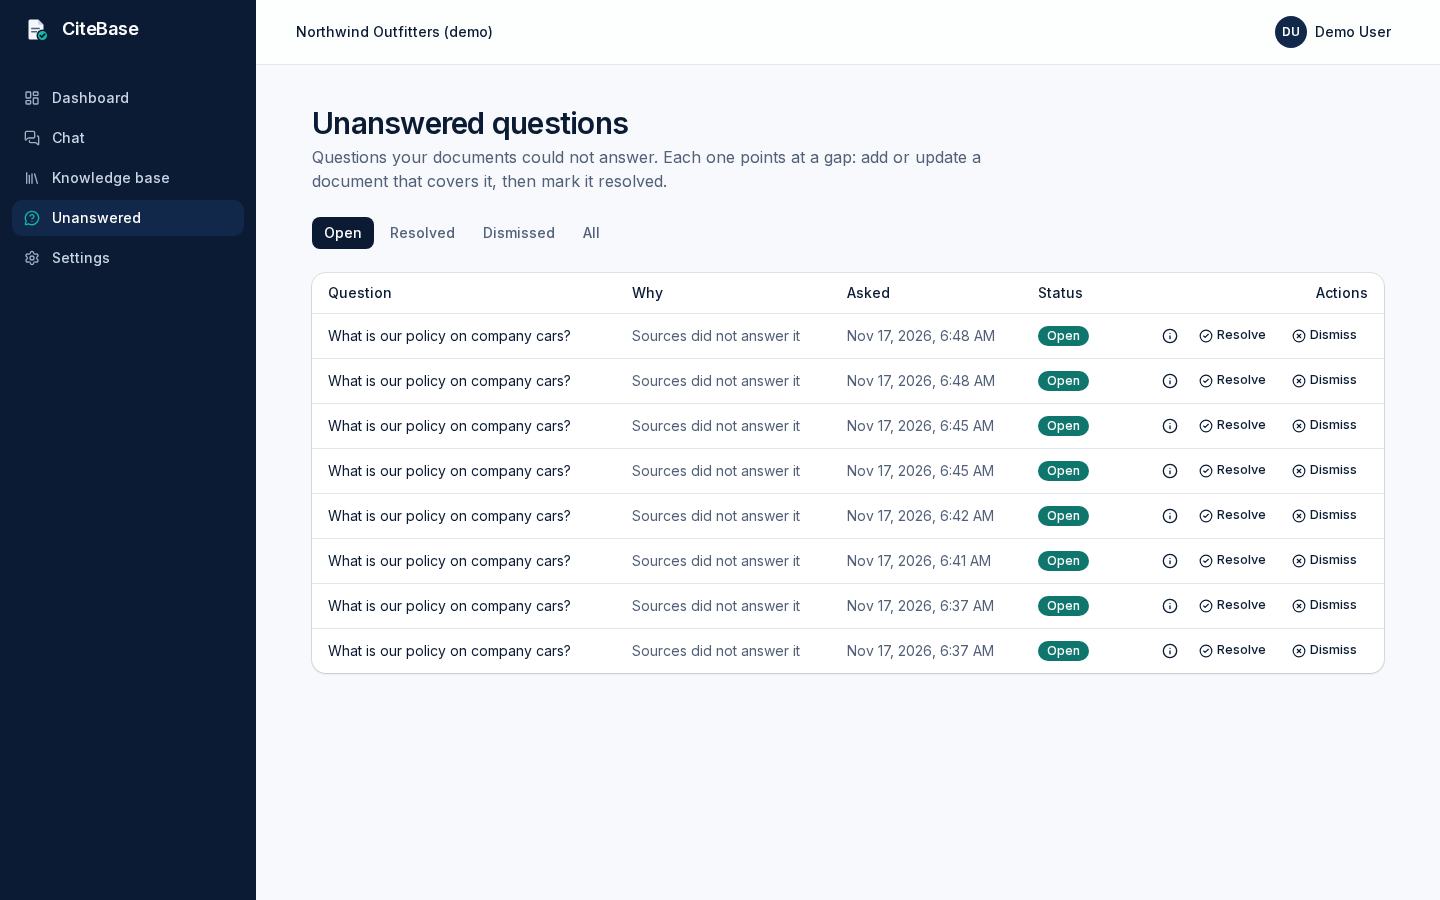 CiteBase
Northwind Outfitters (demo)
DU
Demo User
Dashboard
Chat
Knowledge base
Unanswered
Settings
Unanswered questions
Questions your documents could not answer. Each one points at a gap: add or update a
document that covers it, then mark it resolved.
Open Resolved Dismissed All
Question Why Asked Status Actions
What is our policy on company cars? Sources did not answer it Nov 17, 2026, 6:48 AM Open Resolve Dismiss
What is our policy on company cars? Sources did not answer it Nov 17, 2026, 6:48 AM Open Resolve Dismiss
What is our policy on company cars? Sources did not answer it Nov 17, 2026, 6:45 AM Open Resolve Dismiss
What is our policy on company cars? Sources did not answer it Nov 17, 2026, 6:45 AM Open Resolve Dismiss
What is our policy on company cars? Sources did not answer it Nov 17, 2026, 6:42 AM Open Resolve Dismiss
What is our policy on company cars? Sources did not answer it Nov 17, 2026, 6:41 AM Open Resolve Dismiss
What is our policy on company cars? Sources did not answer it Nov 17, 2026, 6:37 AM Open Resolve Dismiss
What is our policy on company cars? Sources did not answer it Nov 17, 2026, 6:37 AM Open Resolve Dismiss